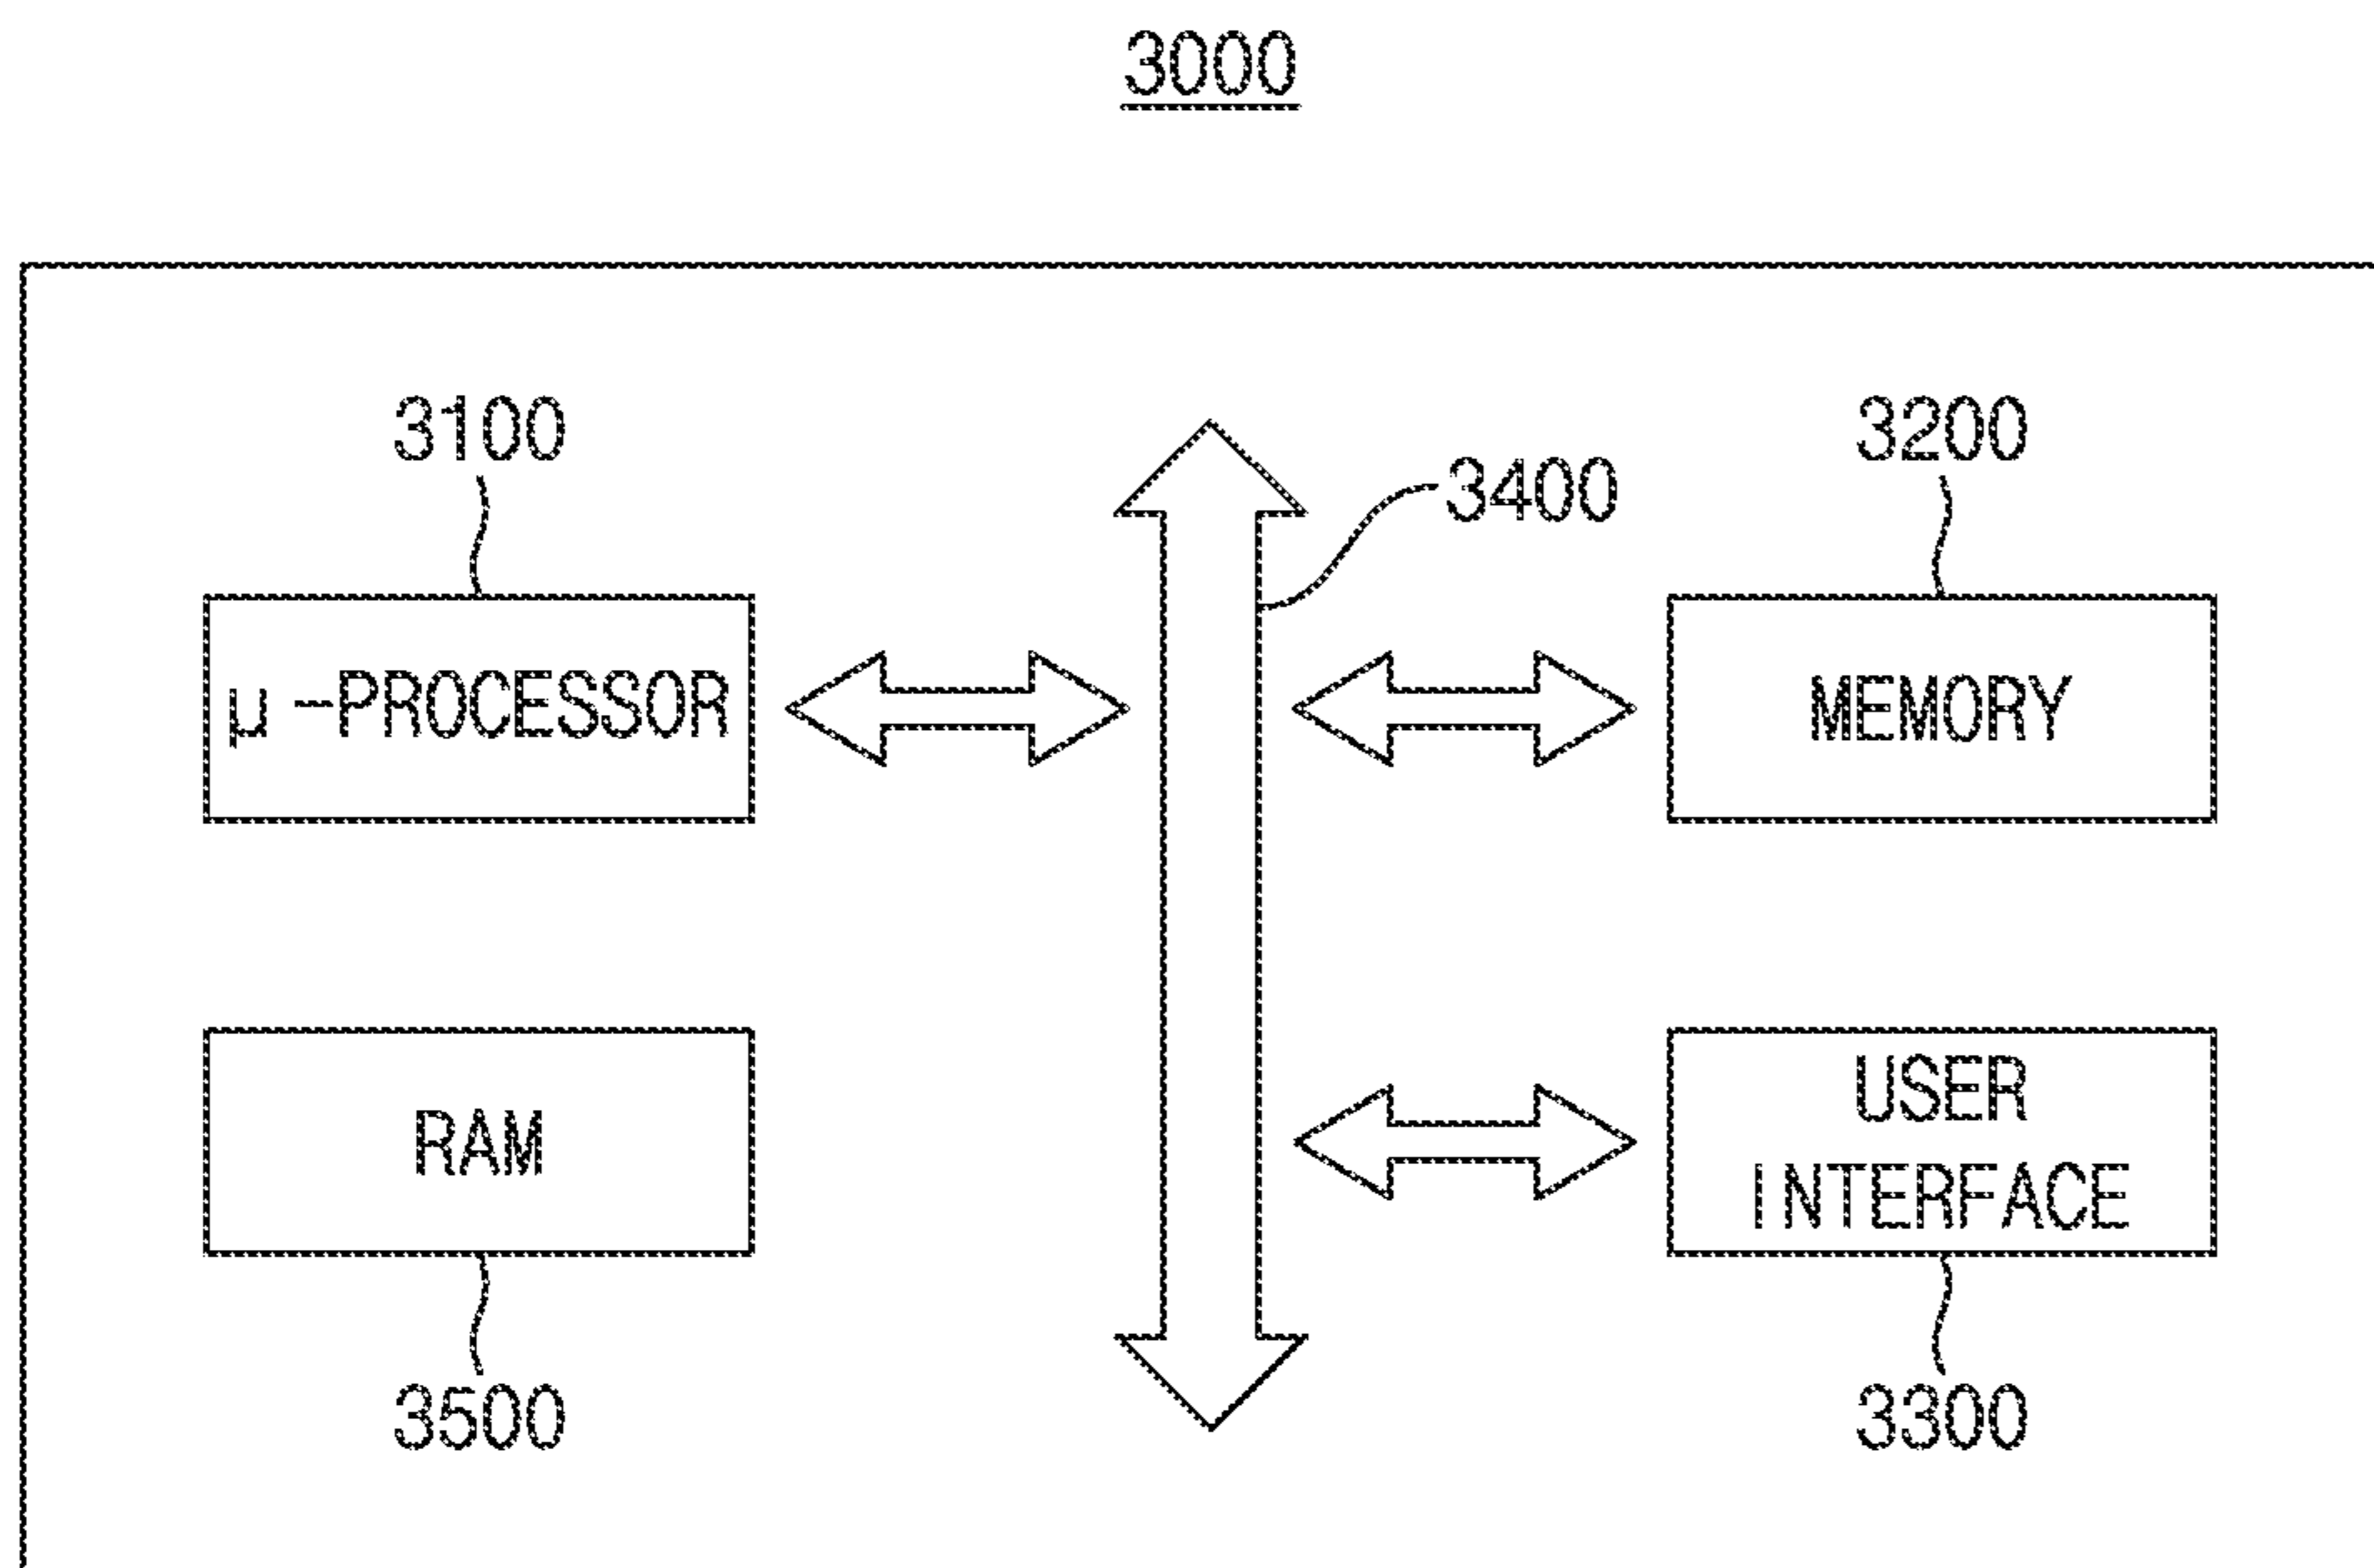 3000
3100
3200
3400
μ-PROCESSOR
MEMORY
RAM
USER
INTERFACE
3500
3300